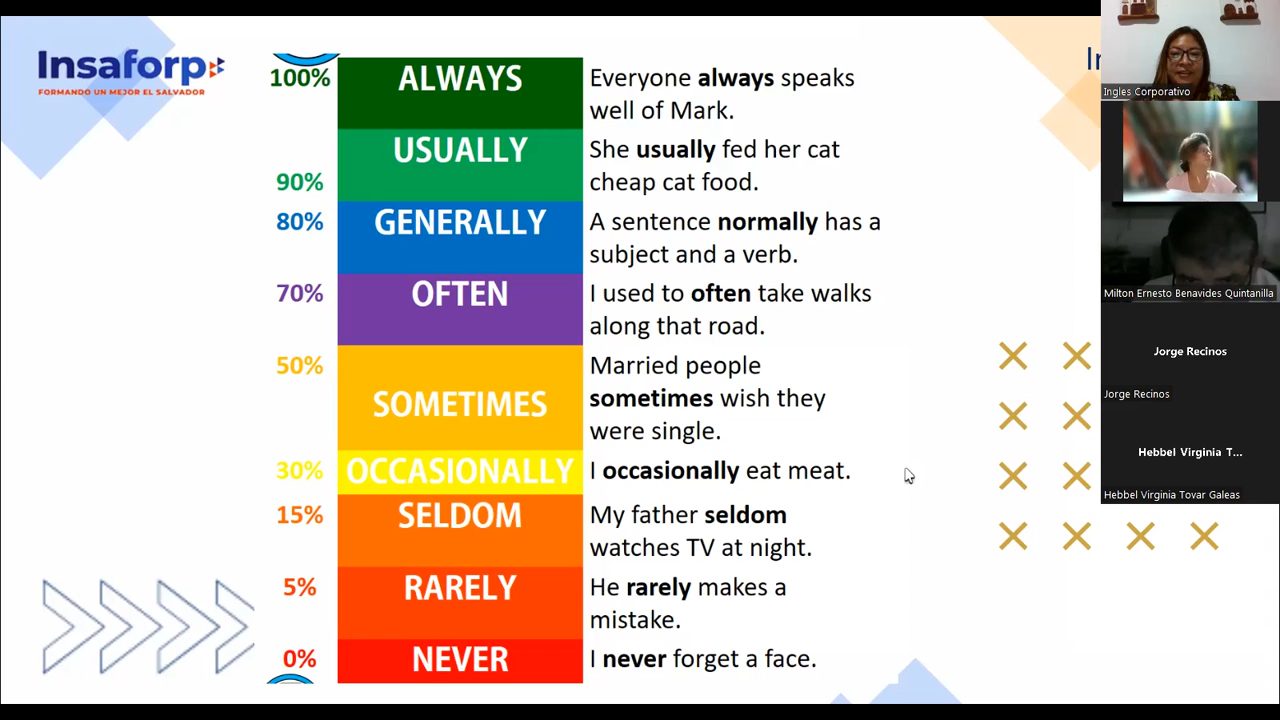 Insaforp
FORMANDO UN MEJOR EL SALVADOR
100%
ALWAYS
Everyone always speaks
well of Mark.
90%
USUALLY
She usually fed her cat
cheap cat food.
80%
GENERALLY
A sentence normally has a
subject and a verb.
70%
OFTEN
I used to often take walks
along that road.
50%
SOMETIMES
Married people
sometimes wish they
were single.
30%
OCCASIONALLY
I occasionally eat meat.
15%
SELDOM
My father seldom
watches TV at night.
5%
RARELY
He rarely makes a
mistake.
0%
NEVER
I never forget a face.
Ingles Corporativo
Milton Ernesto Benavides Quintanilla
Jorge Recinos
Jorge Recinos
Hebbel Virginia T...
Hebbel Virginia Tovar Galeas